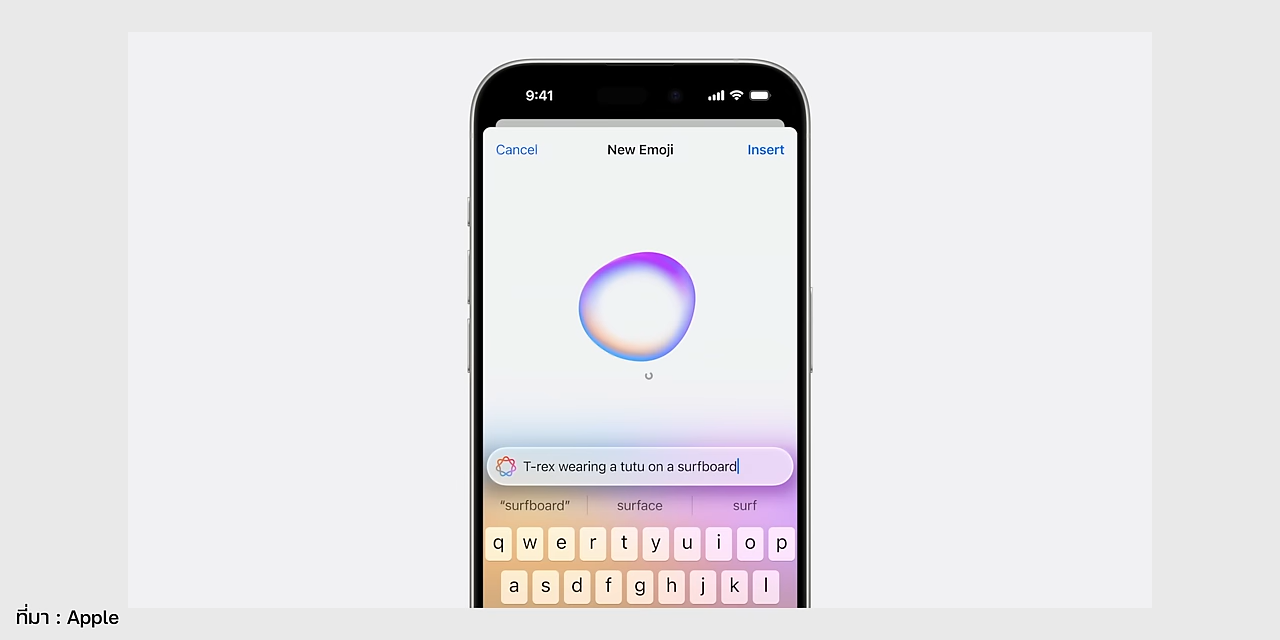 9:41
Cancel New Emoji Insert
T-rex wearing a tutu on a surfboard
“surfboard” surface surf
q w e r t y u i o p
a s d f g h j k l
ที่มา : Apple